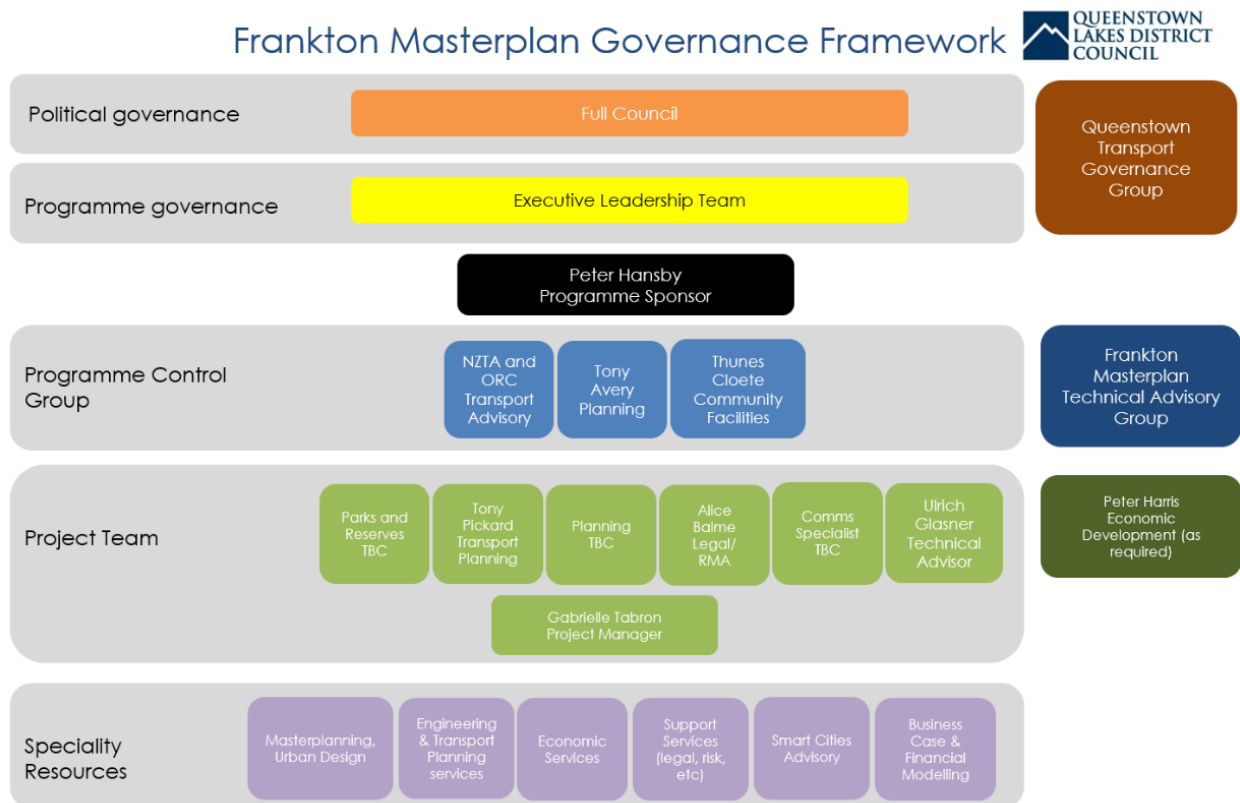 Frankton Masterplan Governance Framework
QUEENSTOWN
LAKES DISTRICT
COUNCIL
Political governance
Full Council
Queenstown
Transport
Governance
Group
Programme governance
Executive Leadership Team
Peter Hansby
Programme Sponsor
Programme Control
Group
NZTA and
ORC
Transport
Advisory
Tony
Avery
Planning
Thunes
Cloete
Community
Facilities
Frankton
Masterplan
Technical Advisory
Group
Project Team
Parks and
Reserves
TBC
Tony
Pickard
Transport
Planning
Planning
TBC
Alice
Balme
Legal/
RMA
Comms
Specialist
TBC
Ulrich
Glasner
Technical
Advisor
Peter Harris
Economic
Development (as
required)
Gabrielle Tabron
Project Manager
Speciality
Resources
Masterplanning,
Urban Design
Engineering
& Transport
Planning
services
Economic
Services
Support
Services
(legal, risk,
etc)
Smart Cities
Advisory
Business
Case &
Financial
Modelling